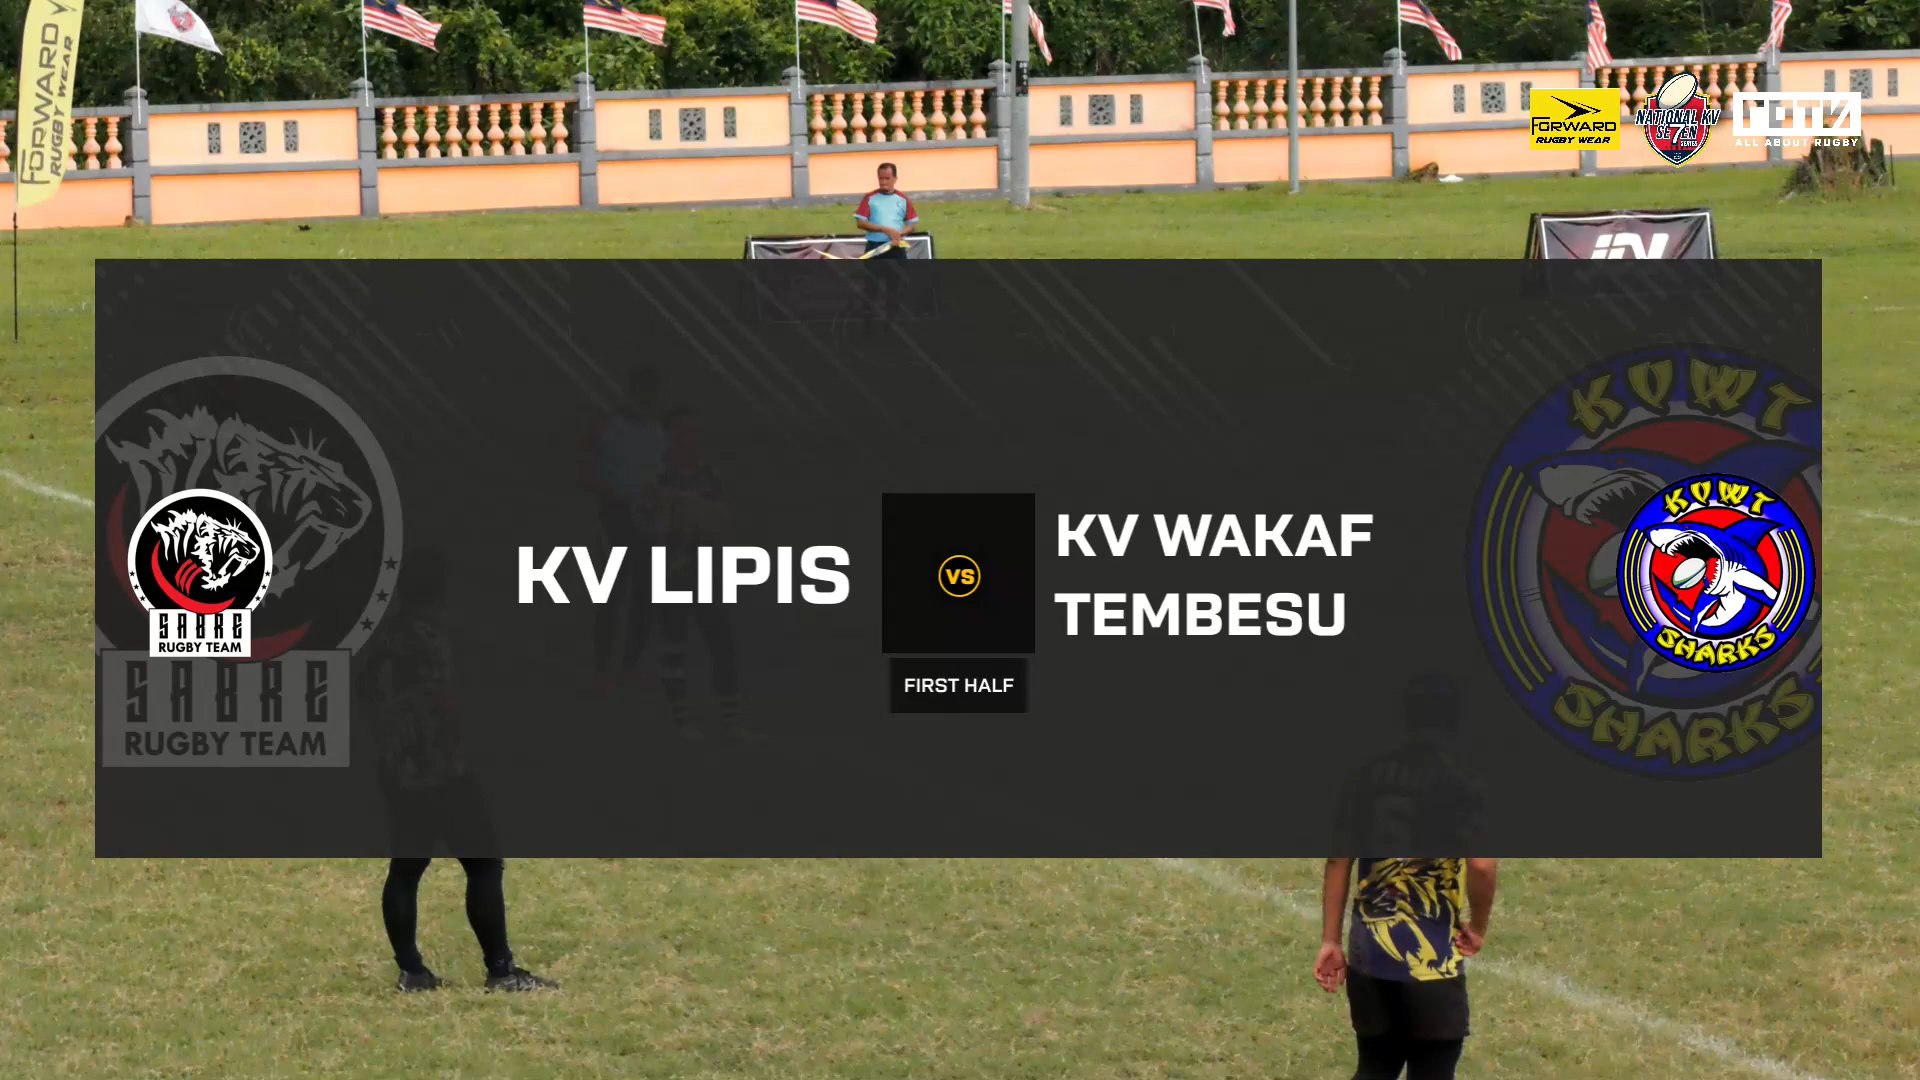 FORWARD
RUGBY WEAR
FORWARD
RUGBY WEAR
NATIONAL KV
SE7EN
SERIES
ALL ABOUT RUGBY
KV LIPIS
VS
KV WAKAF
TEMBESU
FIRST HALF
SABRE
RUGBY TEAM
SABRE
RUGBY TEAM
KVWT
SHARKS
KVWT
SHARKS